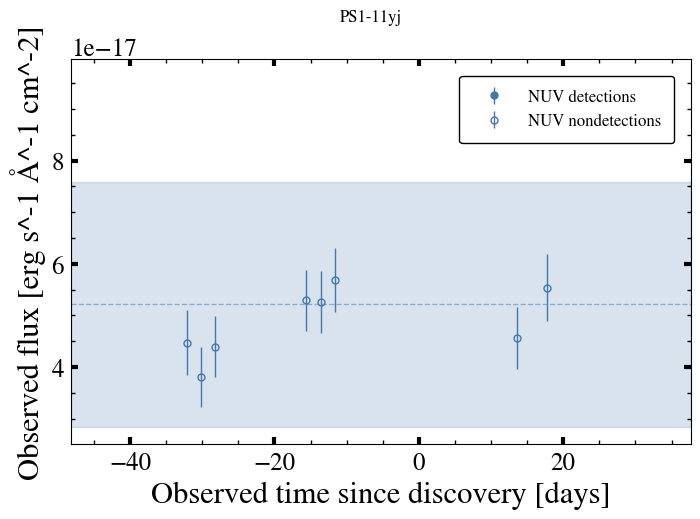 PS1-11yj
1e−17
NUV detections
NUV nondetections
8
6
4
Observed flux [erg s^-1 Å^-1 cm^-2]
−40
−20
0
20
Observed time since discovery [days]